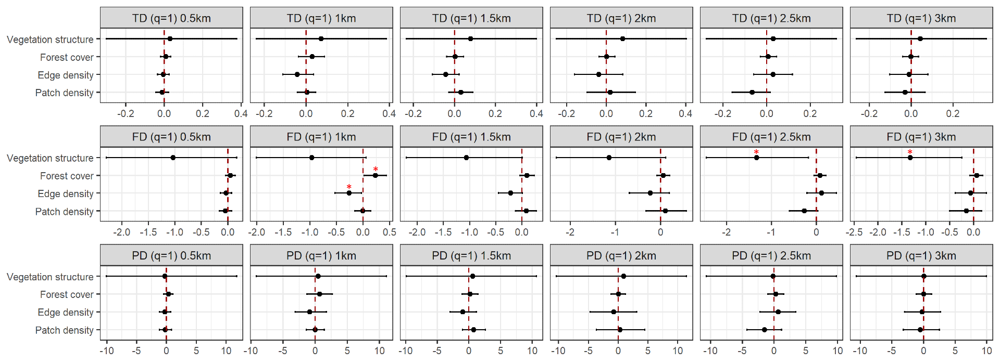 TD (q=1) 0.5km TD (q=1) 1km TD (q=1) 1.5km TD (q=1) 2km TD (q=1) 2.5km TD (q=1) 3km
Vegetation structure
Forest cover
Edge density
Patch density
-0.2 0.0 0.2 0.4 -0.2 0.0 0.2 0.4 -0.2 0.0 0.2 0.4 -0.2 0.0 0.2 0.4 -0.2 0.0 0.2 -0.2 0.0 0.2
FD (q=1) 0.5km FD (q=1) 1km FD (q=1) 1.5km FD (q=1) 2km FD (q=1) 2.5km FD (q=1) 3km
Vegetation structure * *
Forest cover *
Edge density *
Patch density
-2.0 -1.5 -1.0 -0.5 0.0 -2.0 -1.5 -1.0 -0.5 0.0 0.5 -2.0 -1.5 -1.0 -0.5 0.0 -2 -1 0 -2 -1 0 -2.5 -2.0 -1.5 -1.0 -0.5 0.0
PD (q=1) 0.5km PD (q=1) 1km PD (q=1) 1.5km PD (q=1) 2km PD (q=1) 2.5km PD (q=1) 3km
Vegetation structure
Forest cover
Edge density
Patch density
-10 -5 0 5 10 -10 -5 0 5 10 -10 -5 0 5 10 -10 -5 0 5 10 -10 -5 0 5 10 -10 -5 0 5 10